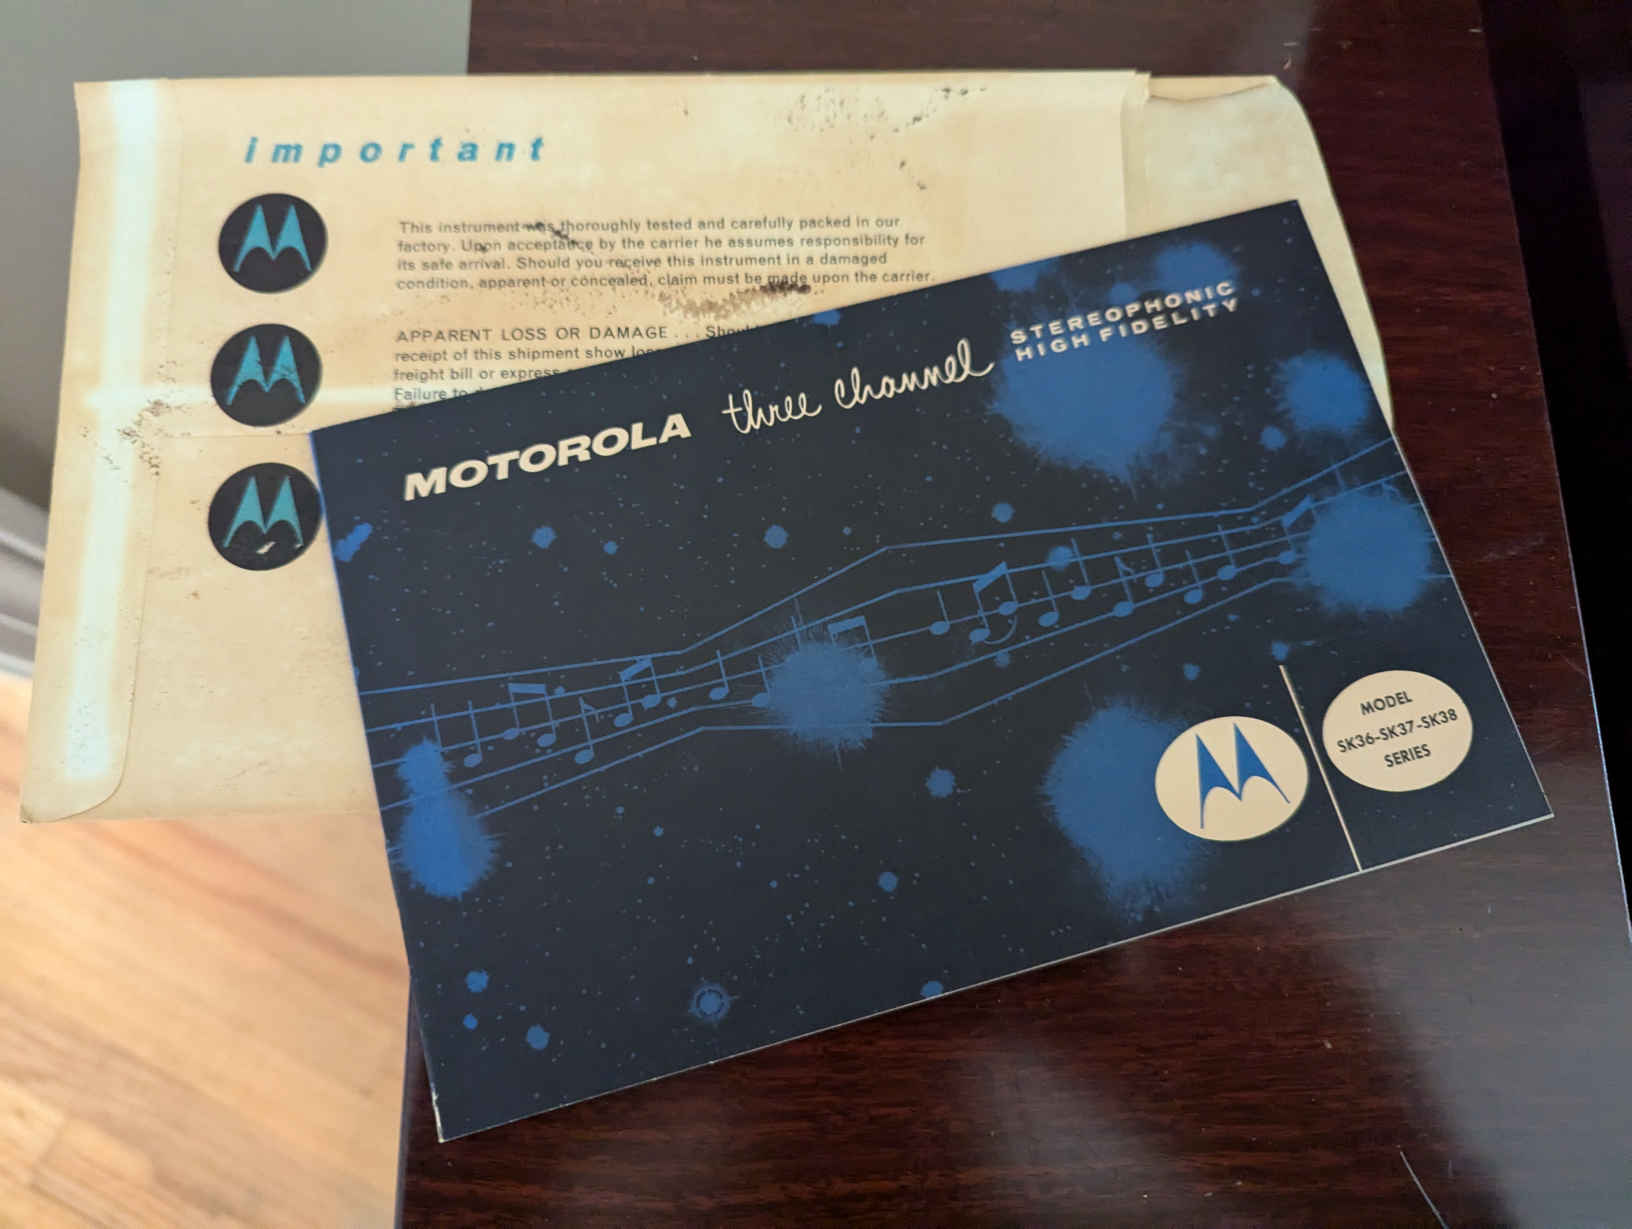 important
This instrument was thoroughly tested and carefully packed in our
factory. Upon acceptance by the carrier he assumes responsibility for
its safe arrival. Should you receive this instrument in a damaged
condition, apparent or concealed, claim must be made upon the carrier.
APPARENT LOSS OR DAMAGE . . .
receipt of this shipment show
freight bill or express
Failure to
MOTOROLA three channel STEREOPHONIC
HIGH FIDELITY
MODEL
SK36-SK37-SK38
SERIES